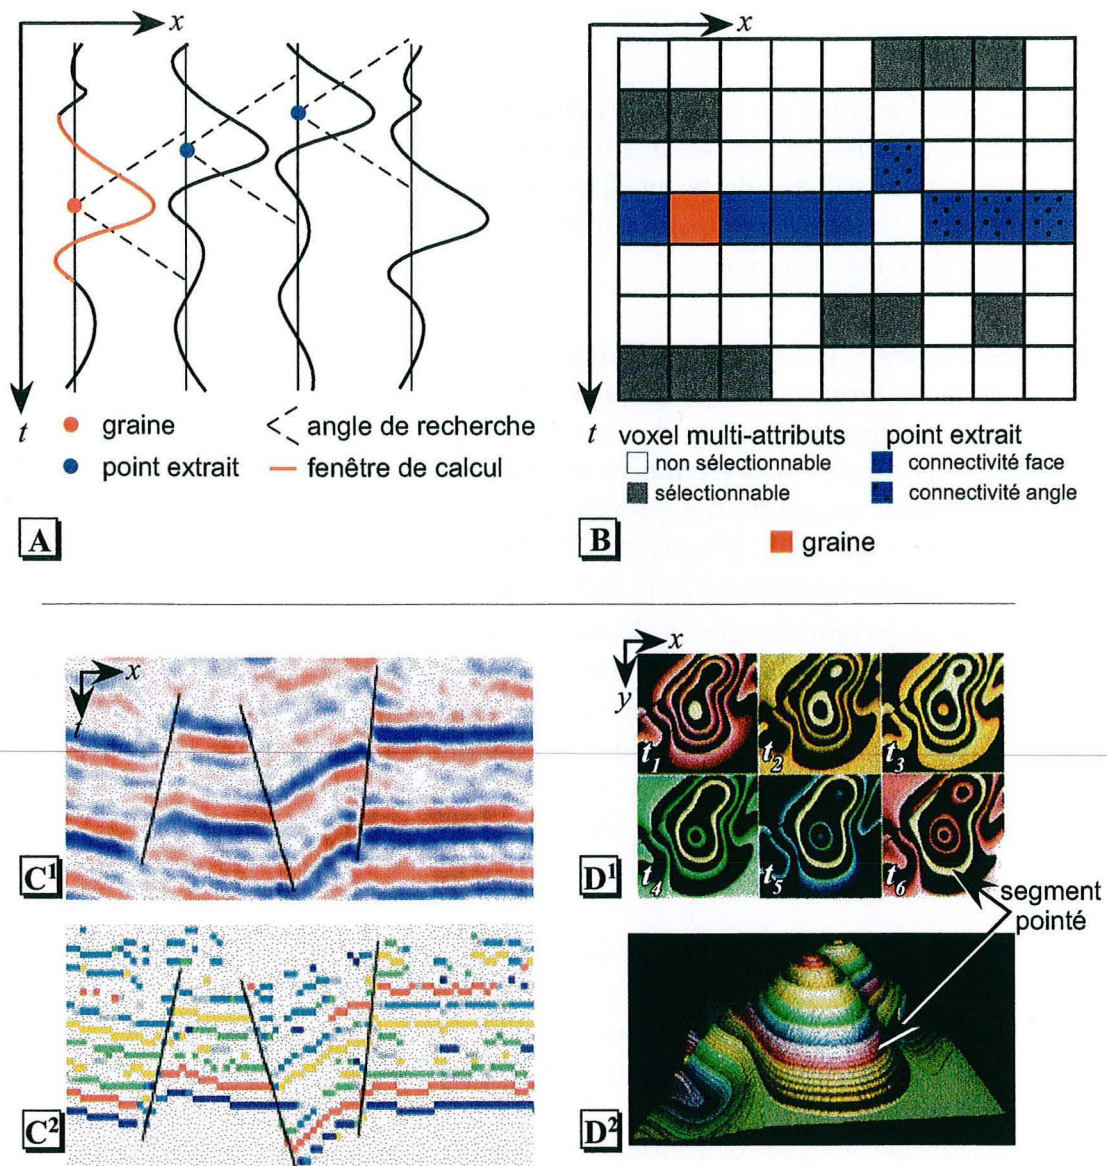 x
t
graine
angle de recherche
point extrait
fenêtre de calcul
A
x
t
voxel multi-attributs
point extrait
non sélectionnable
connectivité face
sélectionnable
connectivité angle
graine
B
x
C1
C2
x
y
t1
t2
t3
t4
t5
t6
D1
segment
pointé
D2